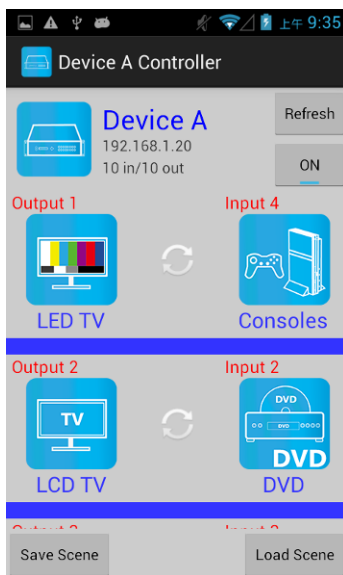 上午 9:35
Device A Controller
Device A
192.168.1.20
10 in/10 out
Refresh
ON
Output 1
Input 4
LED TV
Consoles
Output 2
Input 2
TV
DVD
DVD
DVD
LCD TV
DVD
Output 3
Save Scene
Load Scene